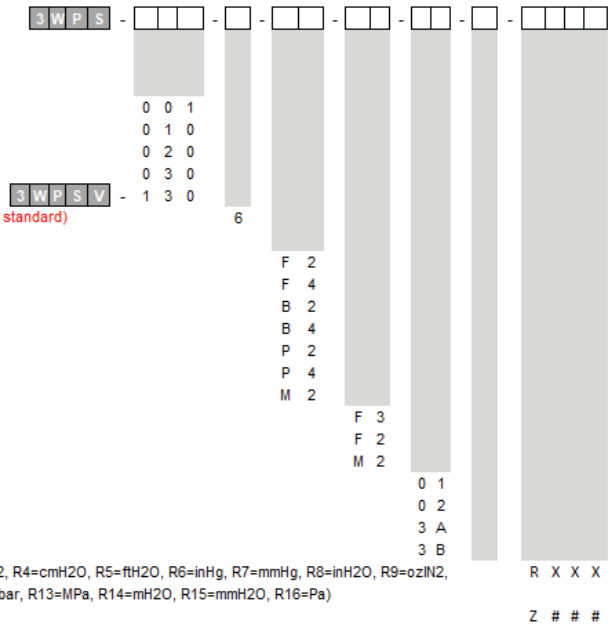 3 W P S - - - - - - -
0 0 1
0 1 0
0 2 0
0 3 0
3 W P S V - 1 3 0
standard) 6
F 2
F 4
B 2
B 4
P 2
P 4
M 2
F 3
F 2
M 2
0 1
0 2
3 A
3 B
2, R4=cmH2O, R5=ftH2O, R6=inHg, R7=mmHg, R8=inH2O, R9=ozIN2, R X X X
bar, R13=MPa, R14=mH2O, R15=mmH2O, R16=Pa)
Z # # #